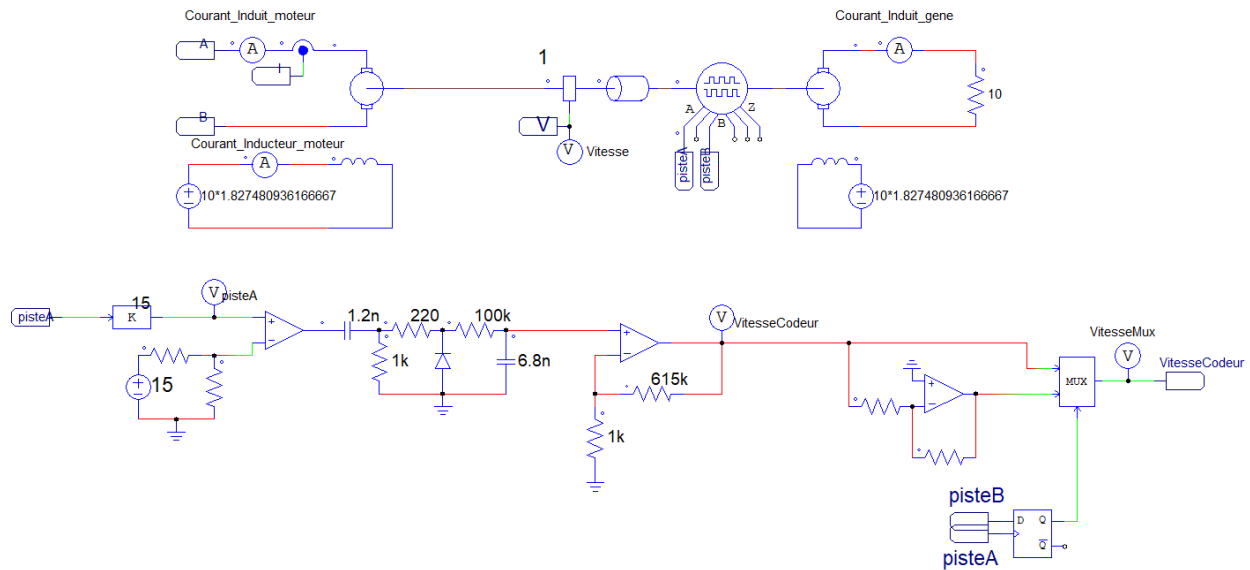 Courant_Induit_moteur
Courant_Induit_gene
A
A
I
1
A
10
B
V
V
Vitesse
A
B
Z
pisteA
pisteB
Courant_Inducteur_moteur
A
10*1.827480936166667
10*1.827480936166667
pisteA
15
K
V
pisteA
15
1.2n
220
100k
1k
6.8n
V
VitesseCodeur
615k
1k
VitesseMux
V
VitesseCodeur
MUX
pisteB
D Q
Q
pisteA